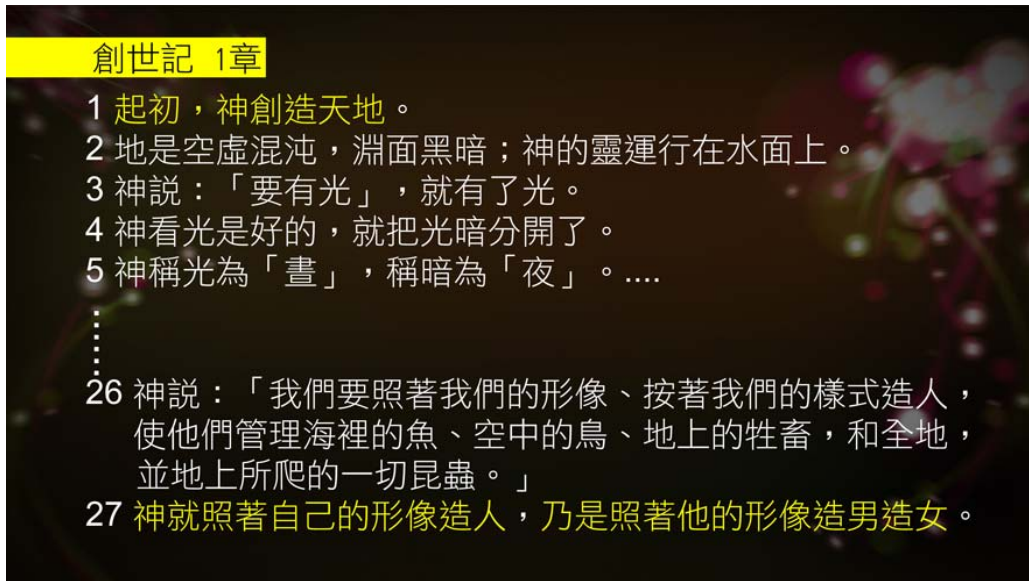 創世記 1章
1 起初，神創造天地。
2 地是空虛混沌，淵面黑暗；神的靈運行在水面上。
3 神説：「要有光」，就有了光。
4 神看光是好的，就把光暗分開了。
5 神稱光為「晝」，稱暗為「夜」。....
⋮
26 神説：「我們要照著我們的形像、按著我們的樣式造人，
使他們管理海裡的魚、空中的鳥、地上的牲畜，和全地，
並地上所爬的一切昆蟲。」
27 神就照著自己的形像造人，乃是照著他的形像造男造女。